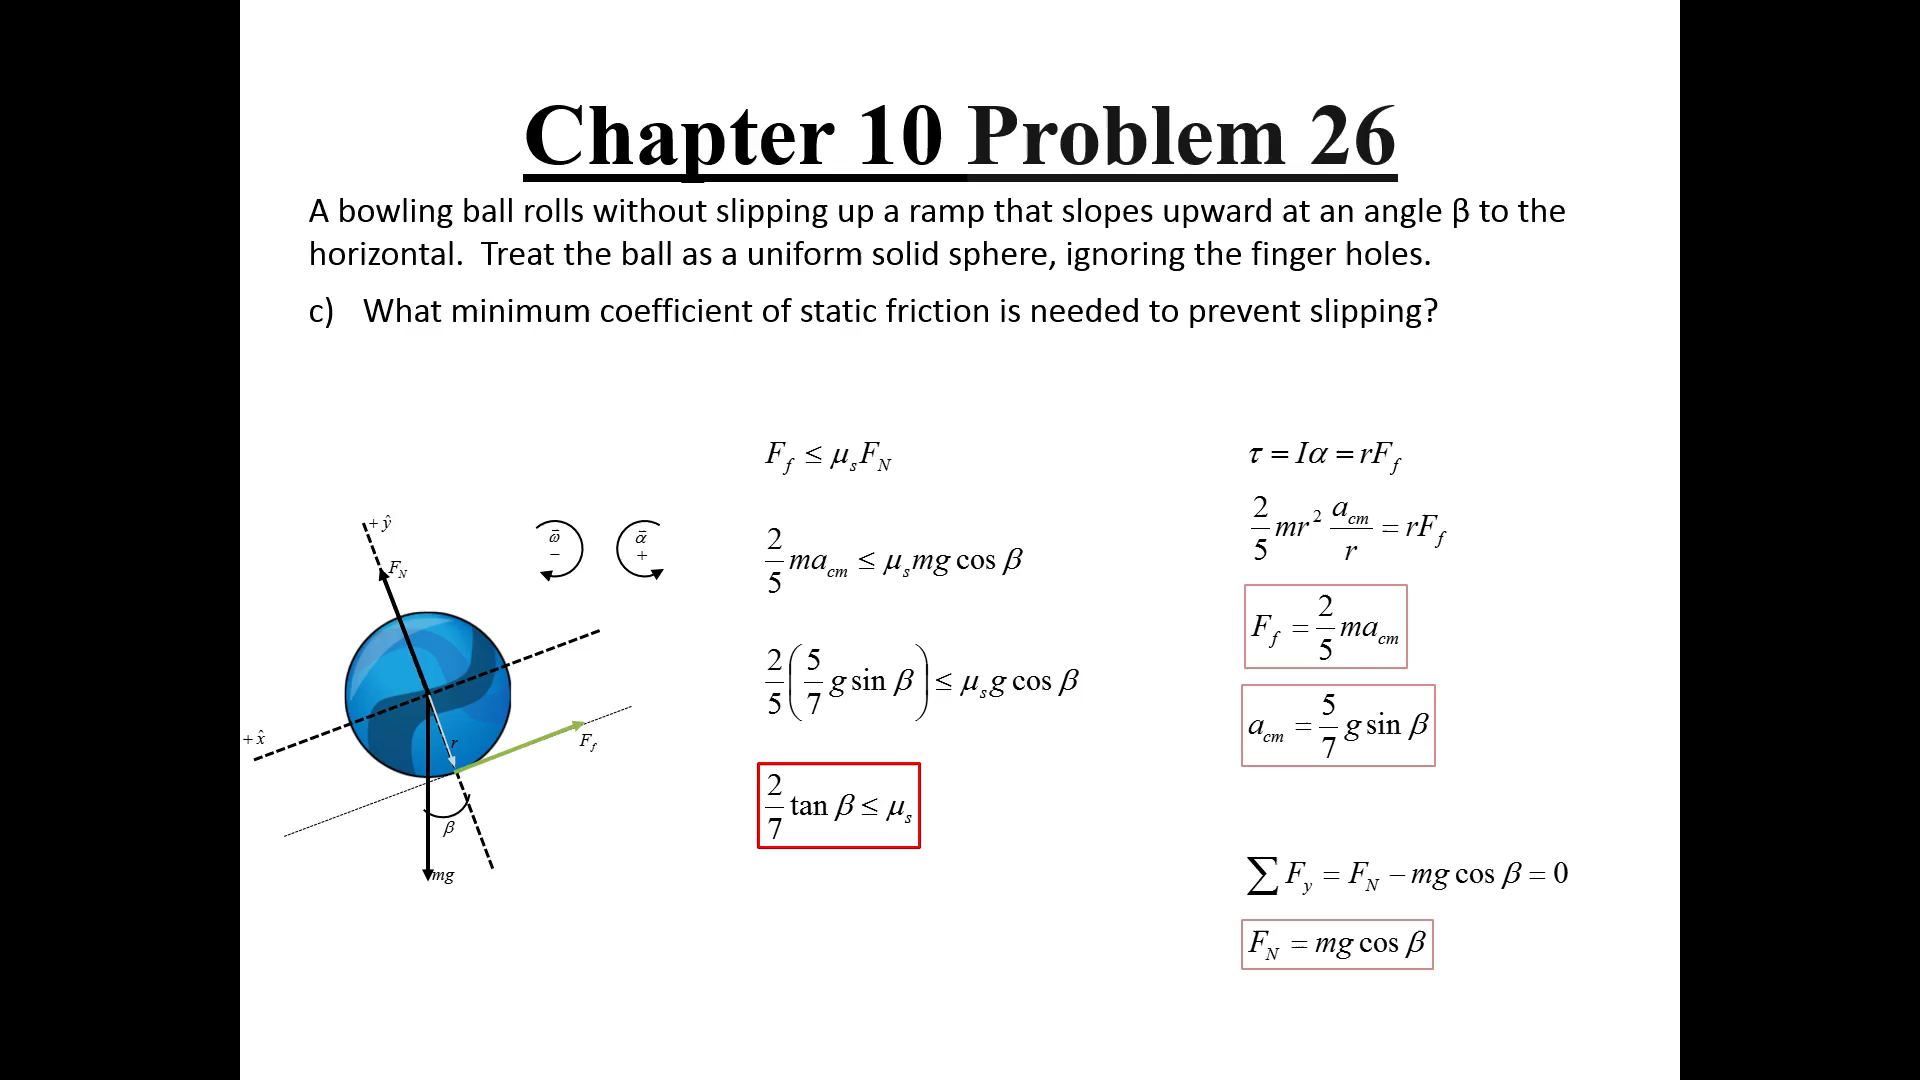 Chapter 10 Problem 26
A bowling ball rolls without slipping up a ramp that slopes upward at an angle β to the
horizontal.  Treat the ball as a uniform solid sphere, ignoring the finger holes.
c) What minimum coefficient of static friction is needed to prevent slipping?
+ŷ
F_N
ω⃗
−
α⃗
+
+x̂
r
F_f
β
mg
F_f ≤ μ_s F_N
2/5 ma_cm ≤ μ_s mg cos β
2/5 (5/7 g sin β) ≤ μ_s g cos β
2/7 tan β ≤ μ_s
τ = Iα = rF_f
2/5 mr² a_cm/r = rF_f
F_f = 2/5 ma_cm
a_cm = 5/7 g sin β
∑ F_y = F_N − mg cos β = 0
F_N = mg cos β